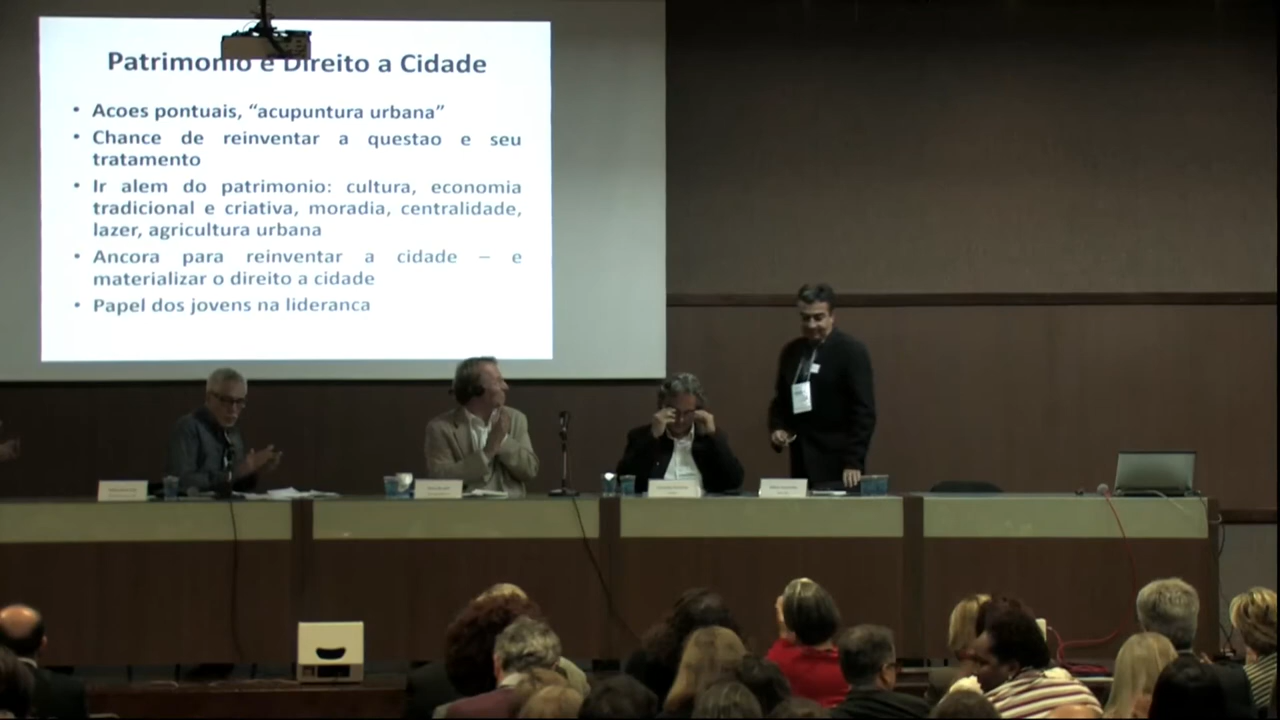 Patrimonio e Direito a Cidade
• Acoes pontuais, “acupuntura urbana”
• Chance de reinventar a questao e seu
tratamento
• Ir alem do patrimonio: cultura, economia
tradicional e criativa, moradia, centralidade,
lazer, agricultura urbana
• Ancora para reinventar a cidade – e
materializar o direito a cidade
• Papel dos jovens na lideranca